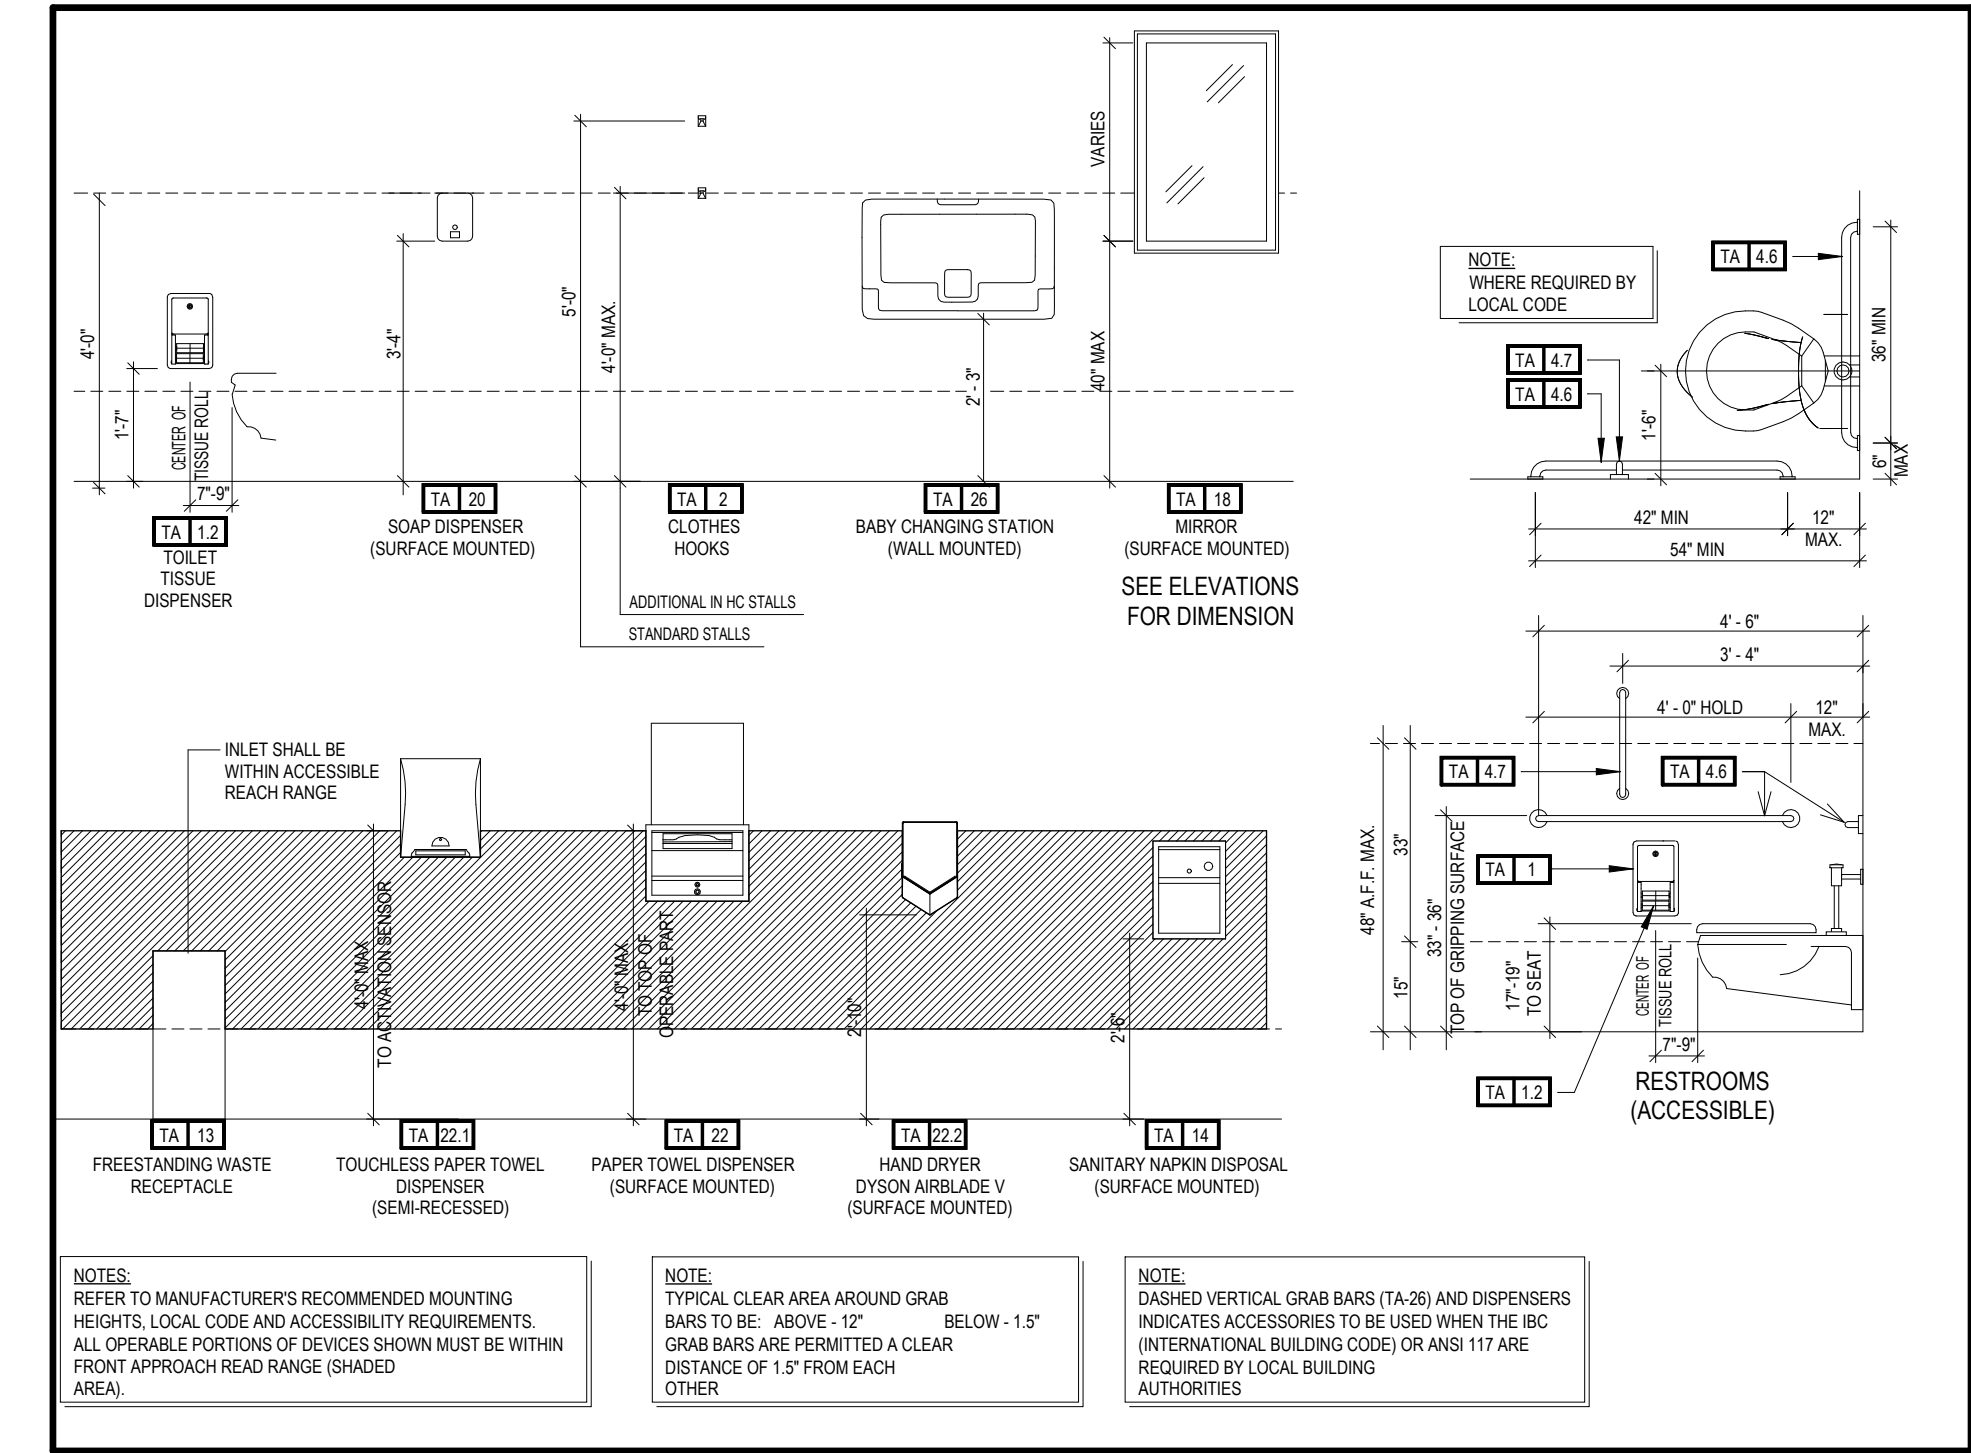 VARIES
4'-0"
1'-7"
CENTER OF
TISSUE ROLL
7"-9"
3'-4"
5'-0"
4'-0" MAX.
2' - 3"
40" MAX
TA 1.2
TOILET
TISSUE
DISPENSER
TA 20
SOAP DISPENSER
(SURFACE MOUNTED)
TA 2
CLOTHES
HOOKS
TA 26
BABY CHANGING STATION
(WALL MOUNTED)
TA 18
MIRROR
(SURFACE MOUNTED)
SEE ELEVATIONS
FOR DIMENSION
ADDITIONAL IN HC STALLS
STANDARD STALLS
NOTE:
WHERE REQUIRED BY
LOCAL CODE
TA 4.6
TA 4.7
TA 4.6
1'-6"
36" MIN
6"
MAX
42" MIN
12"
MAX.
54" MIN
INLET SHALL BE
WITHIN ACCESSIBLE
REACH RANGE
4'-0" MAX
TO ACTIVATION SENSOR
4'-0" MAX
TO TOP OF
OPERABLE PART
2'-10"
2'-6"
TA 13
FREESTANDING WASTE
RECEPTACLE
TA 22.1
TOUCHLESS PAPER TOWEL
DISPENSER
(SEMI-RECESSED)
TA 22
PAPER TOWEL DISPENSER
(SURFACE MOUNTED)
TA 22.2
HAND DRYER
DYSON AIRBLADE V
(SURFACE MOUNTED)
TA 14
SANITARY NAPKIN DISPOSAL
(SURFACE MOUNTED)
4' - 6"
3' - 4"
4' - 0" HOLD
12"
MAX.
TA 4.7
TA 4.6
TA 1
48" A.F.F. MAX.
33"
15"
33" - 36"
TOP OF GRIPPING SURFACE
17"-19"
TO SEAT
CENTER OF
TISSUE ROLL
7"-9"
TA 1.2
RESTROOMS
(ACCESSIBLE)
NOTES:
REFER TO MANUFACTURER'S RECOMMENDED MOUNTING
HEIGHTS, LOCAL CODE AND ACCESSIBILITY REQUIREMENTS.
ALL OPERABLE PORTIONS OF DEVICES SHOWN MUST BE WITHIN
FRONT APPROACH READ RANGE (SHADED
AREA).
NOTE:
TYPICAL CLEAR AREA AROUND GRAB
BARS TO BE: ABOVE - 12" BELOW - 1.5"
GRAB BARS ARE PERMITTED A CLEAR
DISTANCE OF 1.5" FROM EACH
OTHER
NOTE:
DASHED VERTICAL GRAB BARS (TA-26) AND DISPENSERS
INDICATES ACCESSORIES TO BE USED WHEN THE IBC
(INTERNATIONAL BUILDING CODE) OR ANSI 117 ARE
REQUIRED BY LOCAL BUILDING
AUTHORITIES